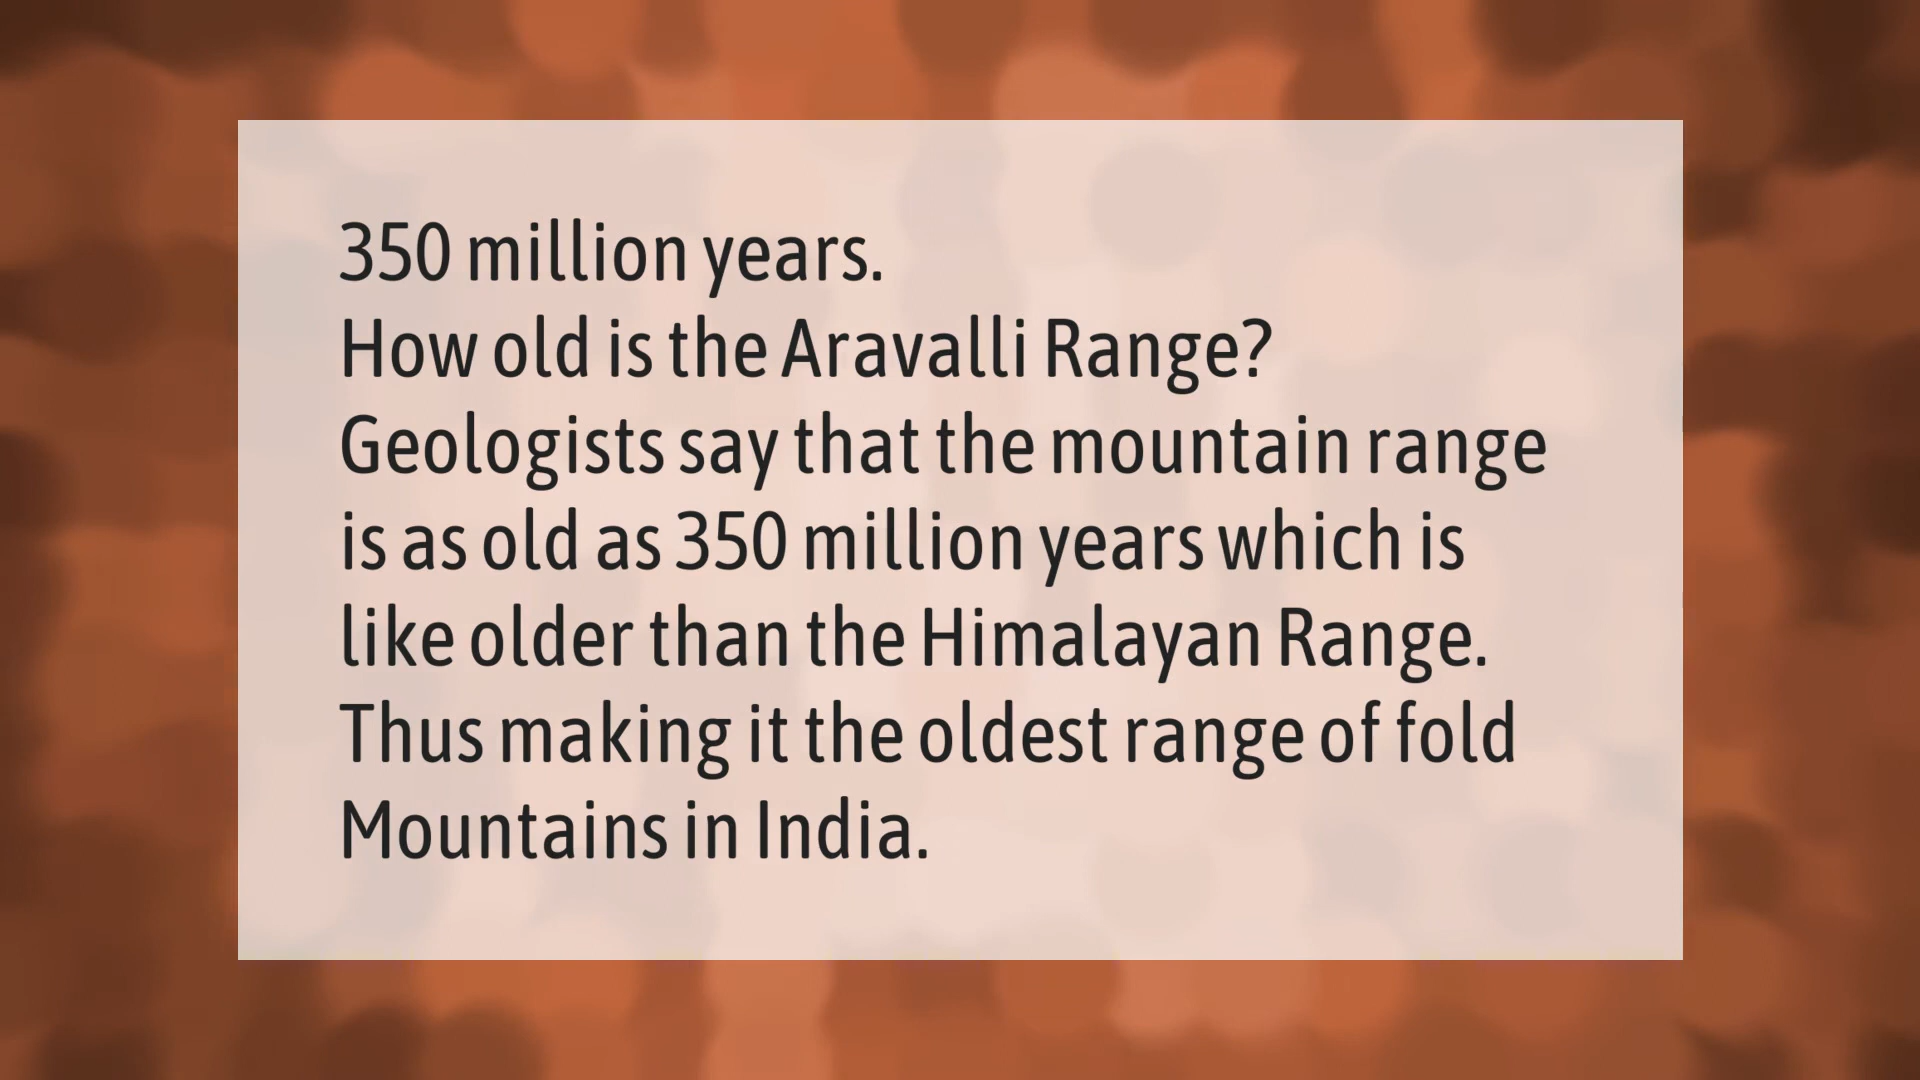 350 million years.
How old is the Aravalli Range?
Geologists say that the mountain range
is as old as 350 million years which is
like older than the Himalayan Range.
Thus making it the oldest range of fold
Mountains in India.